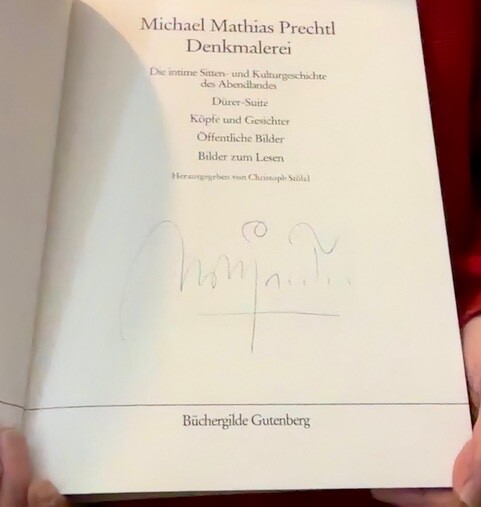 Michael Mathias Prechtl
Denkmalerei
Die intime Sitten- und Kulturgeschichte
des Abendlandes
Dürer-Suite
Köpfe und Gesichter
Öffentliche Bilder
Bilder zum Lesen
Herausgegeben von Christoph Stölzl
Büchergilde Gutenberg